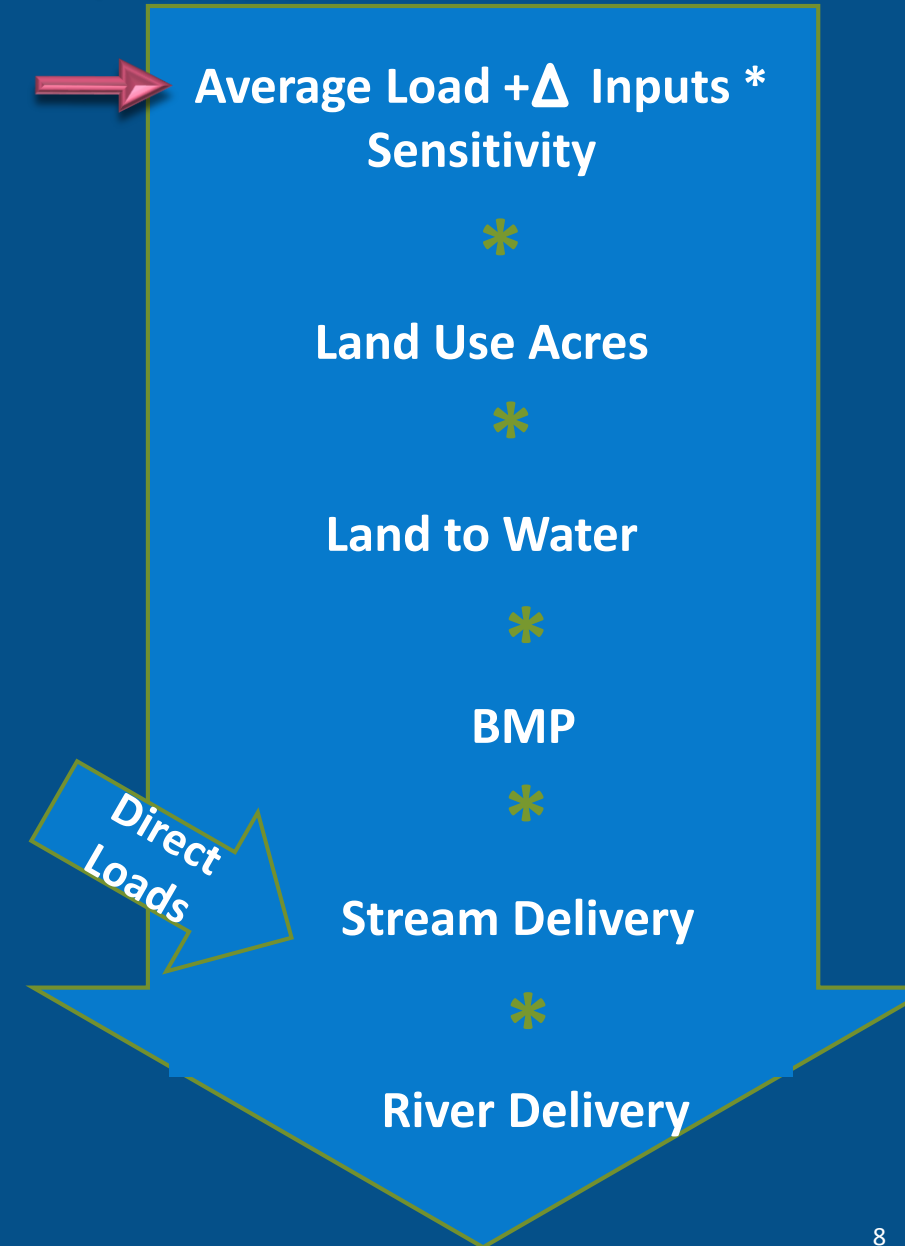 Average Load +Δ Inputs *
Sensitivity
*
Land Use Acres
*
Land to Water
*
BMP
*
Direct
Loads
Stream Delivery
*
River Delivery
8